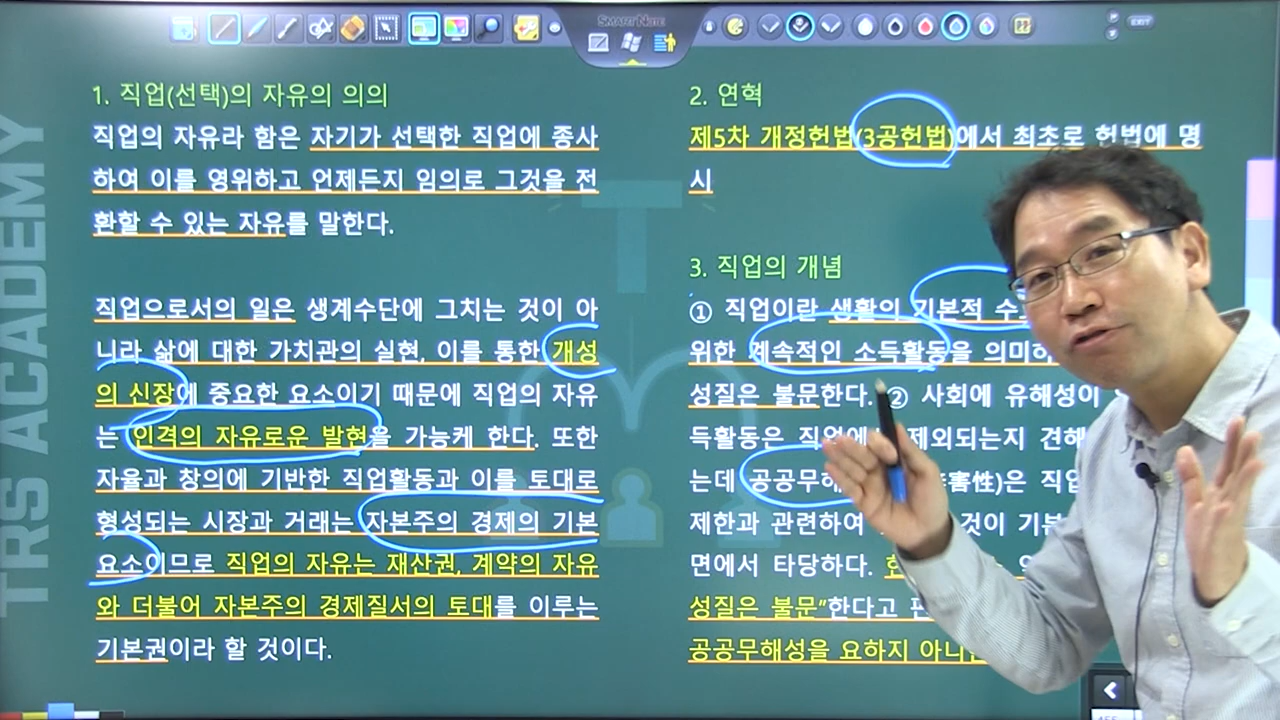 SMART NOTE
EXIT
TRS ACADEMY
1. 직업(선택)의 자유의 의의
직업의 자유라 함은 자기가 선택한 직업에 종사
하여 이를 영위하고 언제든지 임의로 그것을 전
환할 수 있는 자유를 말한다.
직업으로서의 일은 생계수단에 그치는 것이 아
니라 삶에 대한 가치관의 실현, 이를 통한 개성
의 신장에 중요한 요소이기 때문에 직업의 자유
는 인격의 자유로운 발현을 가능케 한다. 또한
자율과 창의에 기반한 직업활동과 이를 토대로
형성되는 시장과 거래는 자본주의 경제의 기본
요소이므로 직업의 자유는 재산권, 계약의 자유
와 더불어 자본주의 경제질서의 토대를 이루는
기본권이라 할 것이다.
2. 연혁
제5차 개정헌법(3공헌법)에서 최초로 헌법에 명
시
3. 직업의 개념
① 직업이란 생활의 기본적 수
위한 계속적인 소득활동을 의미하
성질은 불문한다. ② 사회에 유해성이
득활동은 직업에 제외되는지 견해
는데 공공무해 害性)은 직업
제한과 관련하여 것이 기본
면에서 타당하다.
성질은 불문”한다고 판
공공무해성을 요하지 아니한